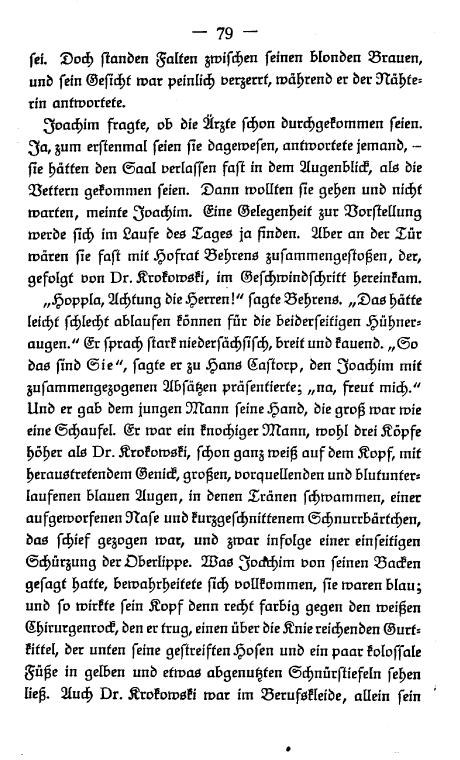 — 79 —
sei. Doch standen Falten zwischen seinen blonden Brauen,
und sein Gesicht war peinlich verzerrt, während er der Nähte-
rin antwortete.
Joachim fragte, ob die Ärzte schon durchgekommen seien.
Ja, zum erstenmal seien sie dagewesen, antwortete jemand, –
sie hätten den Saal verlassen fast in dem Augenblick, als die
Vettern gekommen seien. Dann wollten sie gehen und nicht
warten, meinte Joachim. Eine Gelegenheit zur Vorstellung
werde sich im Laufe des Tages ja finden. Aber an der Tür
wären sie fast mit Hofrat Behrens zusammengestoßen, der,
gefolgt von Dr. Krokowski, im Geschwindschritt hereinkam.
„Hoppla, Achtung die Herren!“ sagte Behrens. „Das hätte
leicht schlecht ablaufen können für die beiderseitigen Hühner-
augen.“ Er sprach stark niedersächsisch, breit und kauend. „So
das sind Sie“, sagte er zu Hans Castorp, den Joachim mit
zusammengezogenen Absätzen präsentierte; „na, freut mich.“
Und er gab dem jungen Mann seine Hand, die groß war wie
eine Schaufel. Er war ein knochiger Mann, wohl drei Köpfe
höher als Dr. Krokowski, schon ganz weiß auf dem Kopf, mit
heraustretendem Genick, großen, vorquellenden und blutunter-
laufenen blauen Augen, in denen Tränen schwammen, einer
aufgeworfenen Nase und kurzgeschnittenem Schnurrbärtchen,
das schief gezogen war, und zwar infolge einer einseitigen
Schürzung der Oberlippe. Was Joachim von seinen Backen
gesagt hatte, bewahrheitete sich vollkommen, sie waren blau;
und so wirkte sein Kopf denn recht farbig gegen den weißen
Chirurgenrock, den er trug, einen über die Knie reichenden Gurt-
kittel, der unten seine gestreiften Hosen und ein paar kolossale
Füße in gelben und etwas abgenutzten Schnürstiefeln sehen
ließ. Auch Dr. Krokowski war im Berufskleide, allein sein